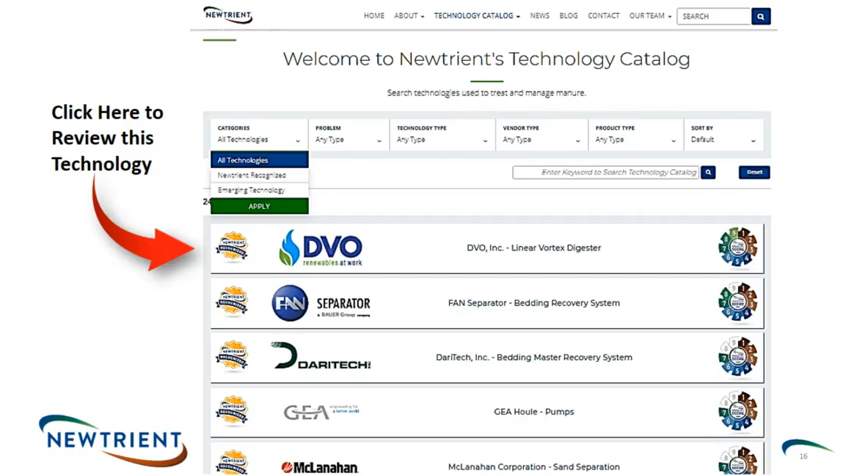 NEWTRIENT
HOME ABOUT TECHNOLOGY CATALOG NEWS BLOG CONTACT OUR TEAM SEARCH
Welcome to Newtrient's Technology Catalog
Search technologies used to treat and manage manure.
Click Here to
Review this
Technology
CATEGORIES PROBLEM TECHNOLOGY TYPE VENDOR TYPE PRODUCT TYPE SORT BY
All Technologies Any Type Any Type Any Type Any Type Default
All Technologies
Newtrient Recognized
Emerging Technology
APPLY
Enter Keyword to Search Technology Catalog Reset
DVO
renewables at work
DVO, Inc. - Linear Vortex Digester
FAN SEPARATOR
a BAUER Group company
FAN Separator - Bedding Recovery System
DARITECH INC
DariTech, Inc. - Bedding Master Recovery System
GEA engineering for
a better world
GEA Houle - Pumps
McLANAHAN
McLanahan Corporation - Sand Separation
NEWTRIENT
16